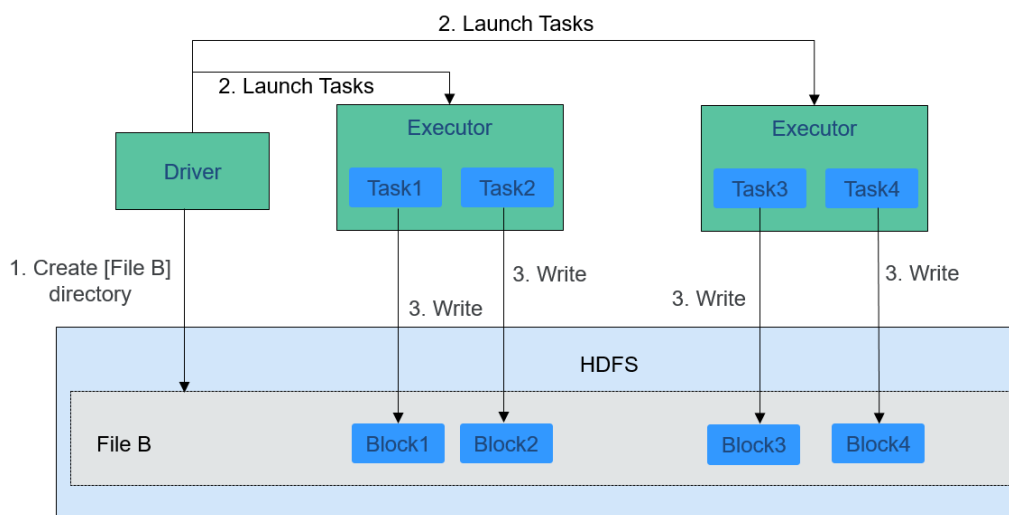 2. Launch Tasks
2. Launch Tasks
Executor
Executor
Driver
Task1
Task2
Task3
Task4
1. Create [File B]
directory
3. Write
3. Write
3. Write
3. Write
HDFS
File B
Block1
Block2
Block3
Block4